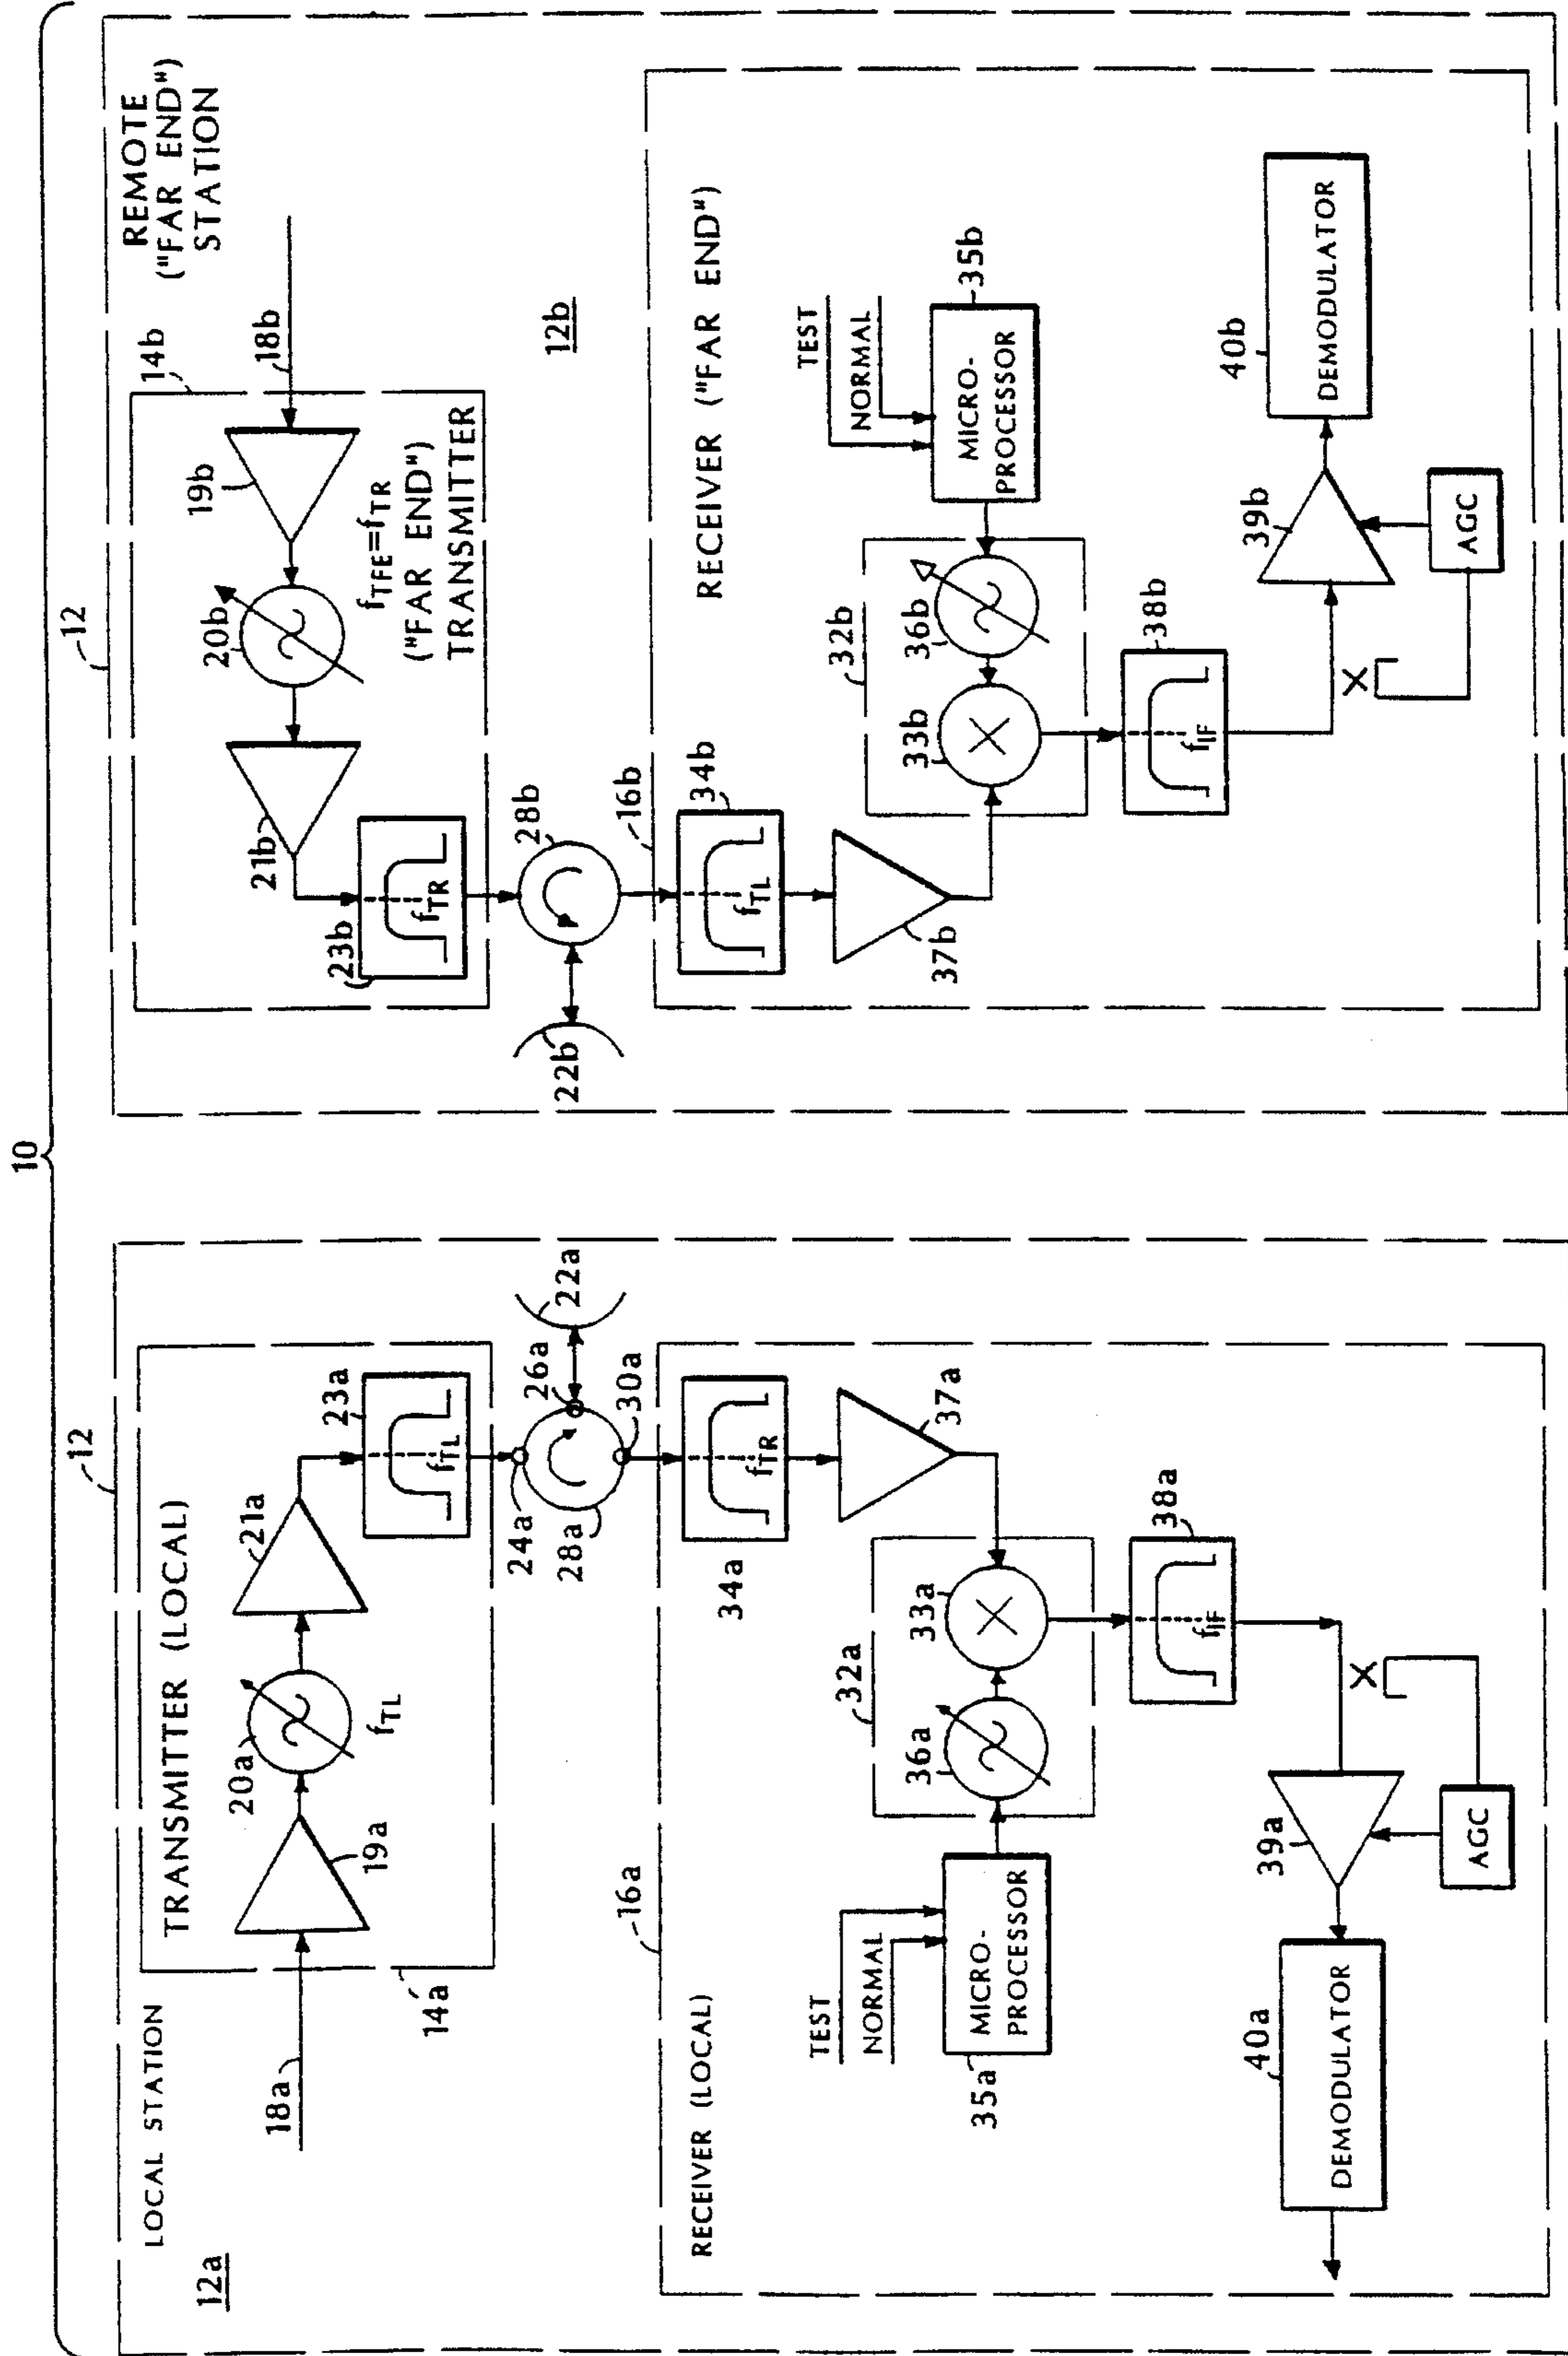 10
12
LOCAL STATION
12a
TRANSMITTER (LOCAL)
18a
19a
20a
fTL
21a
23a
fTL
14a
24a
26a
22a
28a
30a
RECEIVER (LOCAL)
16a
34a
fTR
37a
TEST
NORMAL
MICRO-
PROCESSOR
35a
32a
36a
33a
38a
fIF
39a
AGC
40a
DEMODULATOR
12
REMOTE
("FAR END")
STATION
12b
14b
18b
19b
20b
fTFE=fTR
("FAR END")
TRANSMITTER
21b
23b
fTR
28b
22b
16b
RECEIVER ("FAR END")
34b
fTL
37b
TEST
NORMAL
MICRO-
PROCESSOR
35b
32b
36b
33b
38b
fIF
39b
AGC
40b
DEMODULATOR